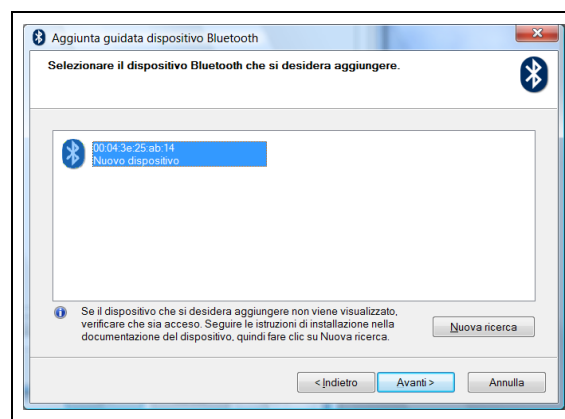 Aggiunta guidata dispositivo Bluetooth
Selezionare il dispositivo Bluetooth che si desidera aggiungere.
00:04:3e:25:ab:14
Nuovo dispositivo
Se il dispositivo che si desidera aggiungere non viene visualizzato,
verificare che sia acceso. Seguire le istruzioni di installazione nella
documentazione del dispositivo, quindi fare clic su Nuova ricerca.
Nuova ricerca
< Indietro
Avanti >
Annulla